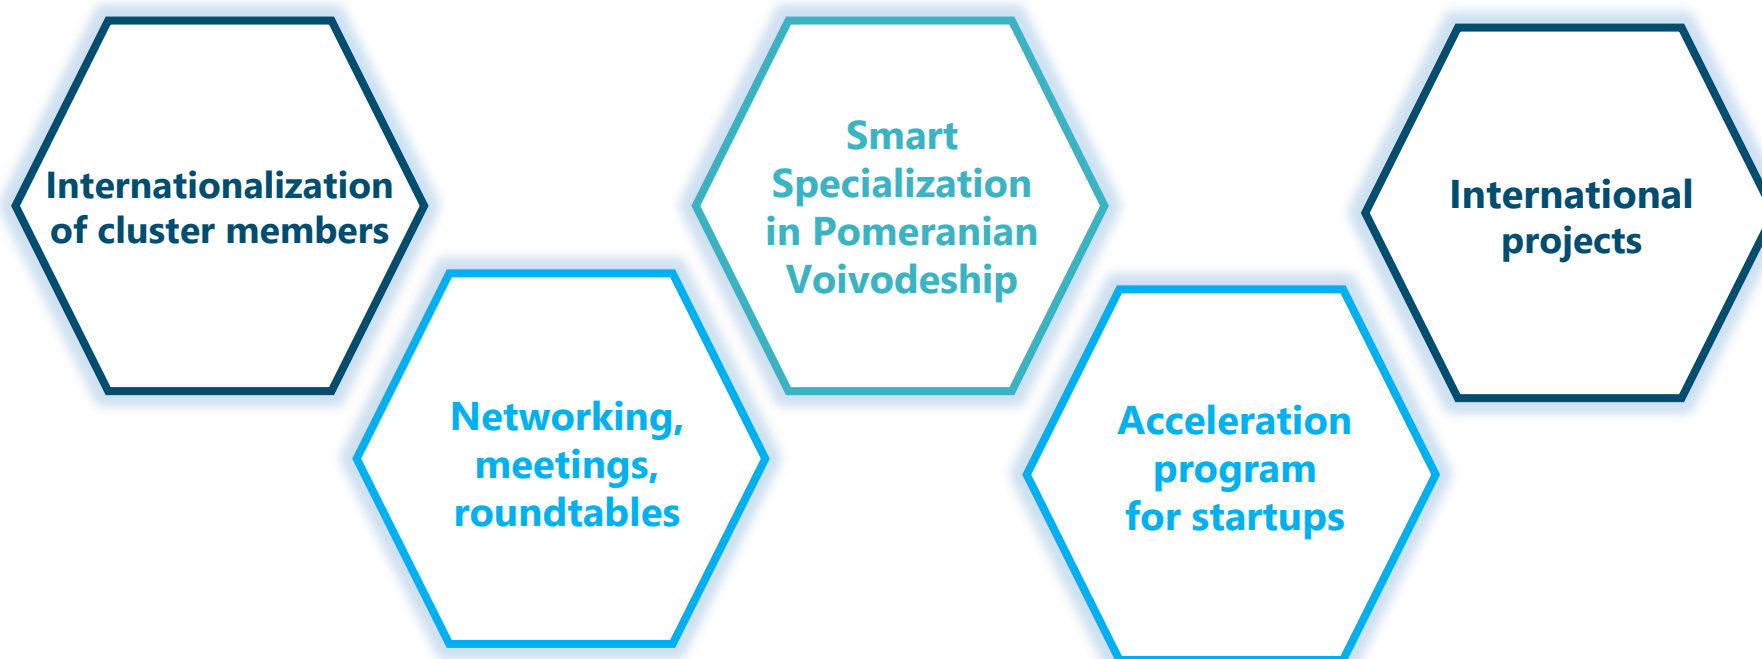 Internationalization
of cluster members
Networking,
meetings,
roundtables
Smart
Specialization
in Pomeranian
Voivodeship
Acceleration
program
for startups
International
projects